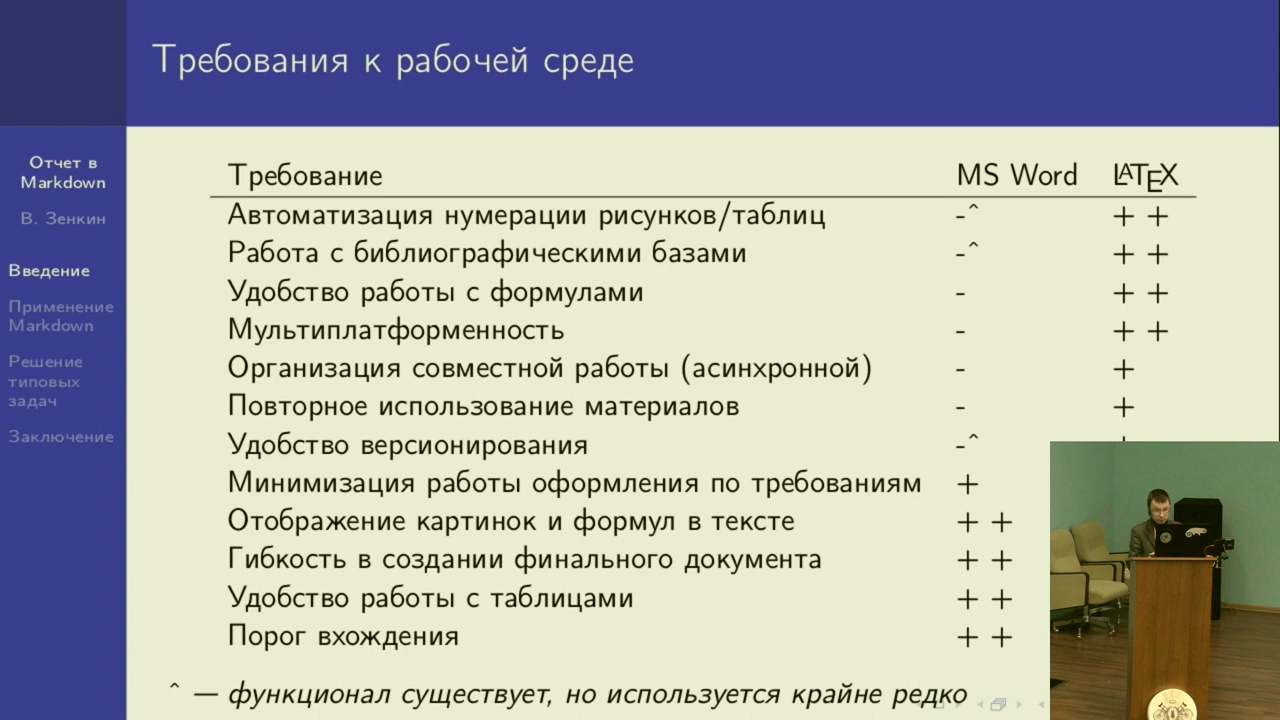 Требования к рабочей среде
Отчет в
Markdown
В. Зенкин
Введение
Применение
Markdown
Решение
типовых
задач
Заключение
Требование MS Word LATEX
Автоматизация нумерации рисунков/таблиц -^ + +
Работа с библиографическими базами -^ + +
Удобство работы с формулами - + +
Мультиплатформенность - + +
Организация совместной работы (асинхронной) - +
Повторное использование материалов - +
Удобство версионирования -^
Минимизация работы оформления по требованиям +
Отображение картинок и формул в тексте + +
Гибкость в создании финального документа + +
Удобство работы с таблицами + +
Порог вхождения + +
^ — функционал существует, но используется крайне редко